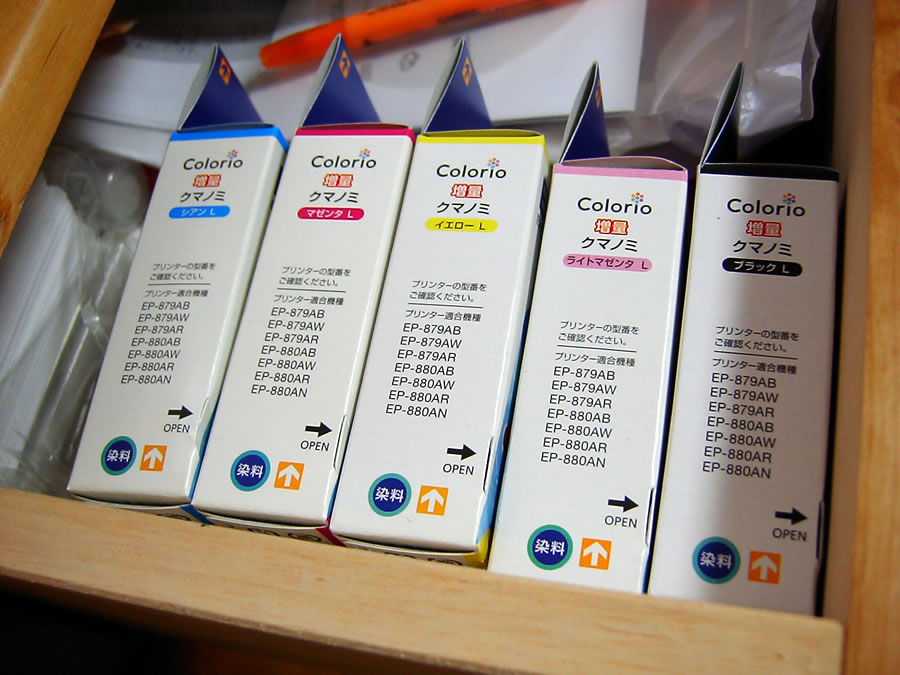 Colorio
増量
クマノミ
シアン L
プリンターの型番を
ご確認ください。
プリンター適合機種
EP-879AB
EP-879AW
EP-879AR
EP-880AB
EP-880AW
EP-880AR
EP-880AN
OPEN
染料
Colorio
増量
クマノミ
マゼンタ L
プリンターの型番を
ご確認ください。
プリンター適合機種
EP-879AB
EP-879AW
EP-879AR
EP-880AB
EP-880AW
EP-880AR
EP-880AN
OPEN
染料
Colorio
増量
クマノミ
イエロー L
プリンターの型番を
ご確認ください。
プリンター適合機種
EP-879AB
EP-879AW
EP-879AR
EP-880AB
EP-880AW
EP-880AR
EP-880AN
OPEN
染料
Colorio
増量
クマノミ
ライトマゼンタ L
プリンターの型番を
ご確認ください。
プリンター適合機種
EP-879AB
EP-879AW
EP-879AR
EP-880AB
EP-880AW
EP-880AR
EP-880AN
OPEN
染料
Colorio
増量
クマノミ
ブラック L
プリンターの型番を
ご確認ください。
プリンター適合機種
EP-879AB
EP-879AW
EP-879AR
EP-880AB
EP-880AW
EP-880AR
EP-880AN
OPEN
染料